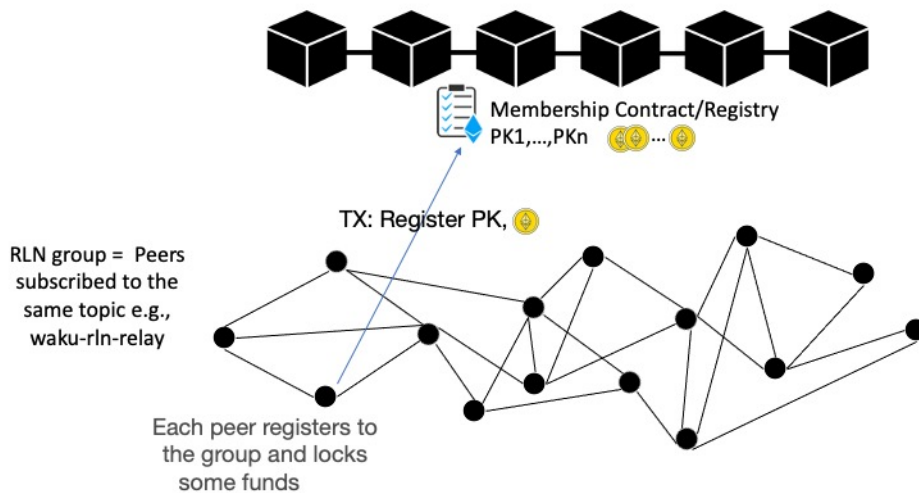 Membership Contract/Registry
PK1,...,PKn ...
TX: Register PK,
RLN group = Peers
subscribed to the
same topic e.g.,
waku-rln-relay
Each peer registers to
the group and locks
some funds